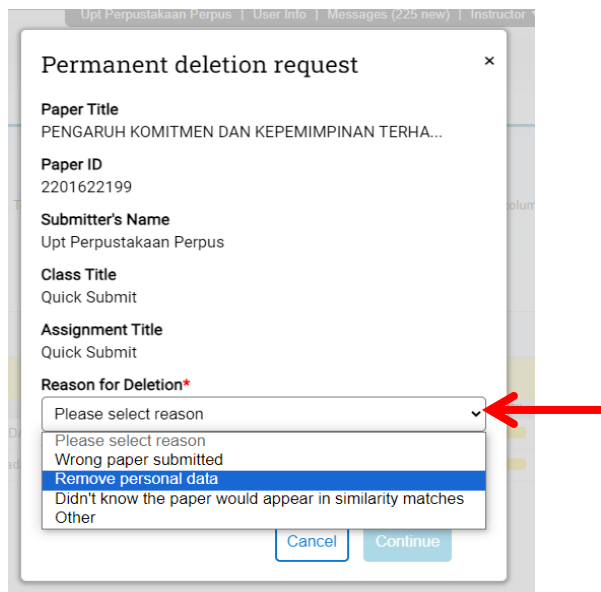 Upt Perpustakaan Perpus | User Info | Messages (225 new) | Instructor
Permanent deletion request ×
Paper Title
PENGARUH KOMITMEN DAN KEPEMIMPINAN TERHA...
Paper ID
2201622199
Submitter's Name
Upt Perpustakaan Perpus
Class Title
Quick Submit
Assignment Title
Quick Submit
Reason for Deletion*
Please select reason
Please select reason
Wrong paper submitted
Remove personal data
Didn't know the paper would appear in similarity matches
Other
Cancel Continue